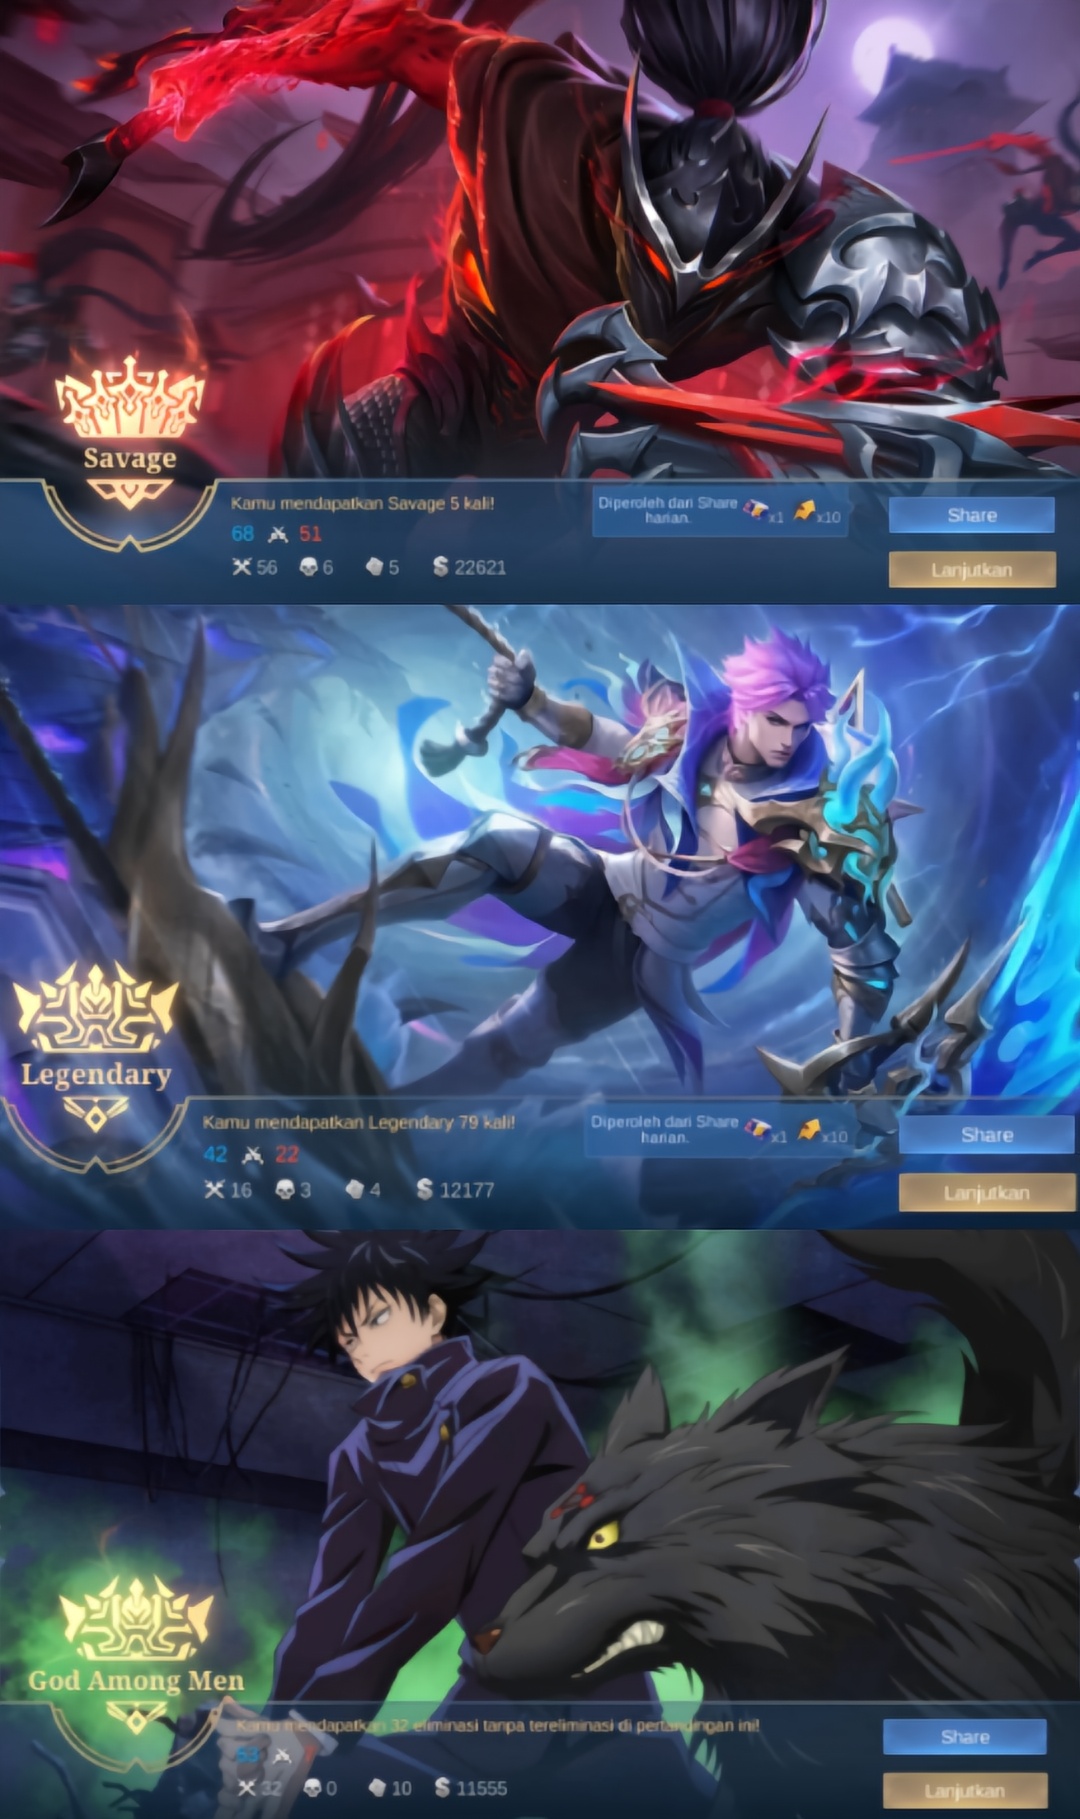 Savage
Kamu mendapatkan Savage 5 kali!
68 51
56 6 5 22621
Diperoleh dari Share
harian.
x1 x10
Share
Lanjutkan
Legendary
Kamu mendapatkan Legendary 79 kali!
42 22
16 3 4 12177
Diperoleh dari Share
harian.
x1 x10
Share
Lanjutkan
God Among Men
Kamu mendapatkan 32 eliminasi tanpa tereliminasi di pertandingan ini!
53 7
32 0 10 11555
Share
Lanjutkan